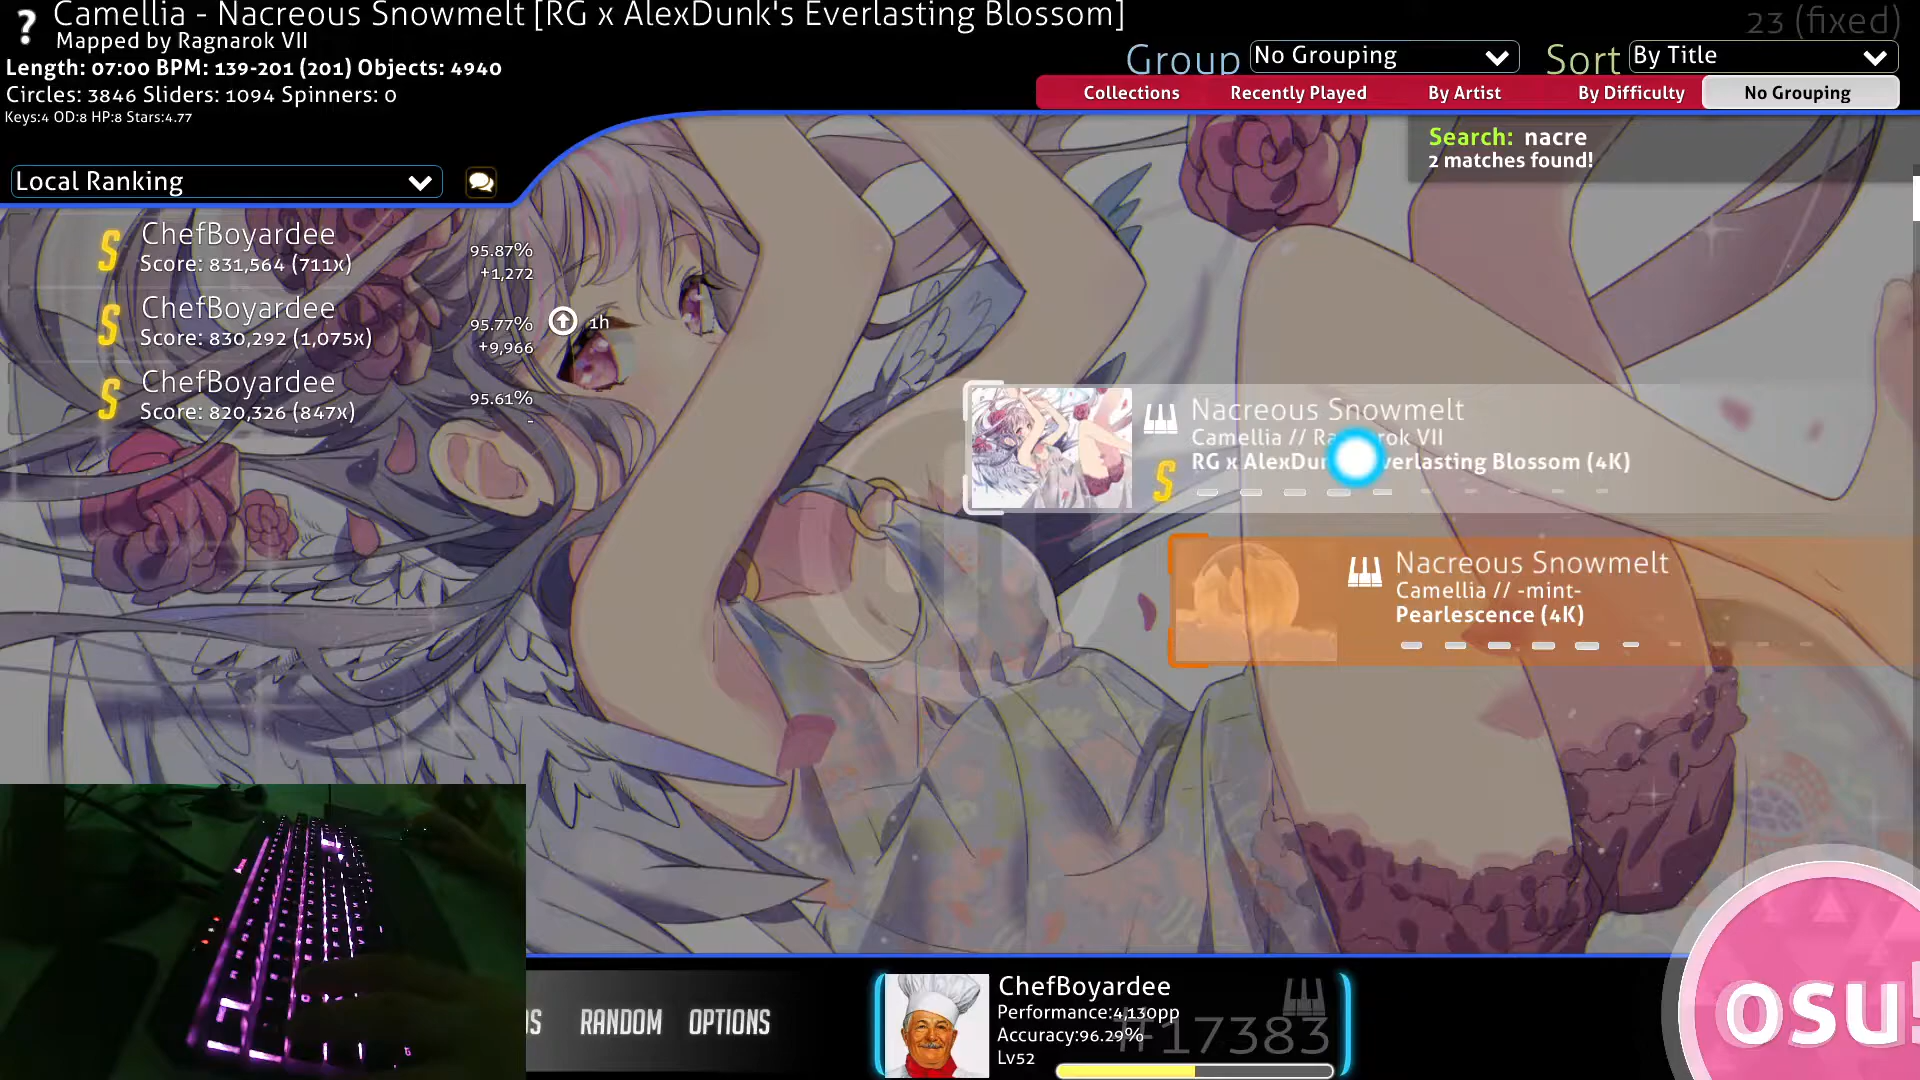 Camellia - Nacreous Snowmelt [RG x AlexDunk's Everlasting Blossom]
Mapped by Ragnarok VII
Length: 07:00 BPM: 139-201 (201) Objects: 4940
Circles: 3846 Sliders: 1094 Spinners: 0
Keys:4 OD:8 HP:8 Stars:4.77
23 (fixed)
Group No Grouping Sort By Title
Collections Recently Played By Artist By Difficulty No Grouping
Search: nacre
2 matches found!
Local Ranking
S ChefBoyardee
Score: 831,564 (711x)
95.87%
+1,272
S ChefBoyardee
Score: 830,292 (1,075x)
95.77%
+9,966
1h
S ChefBoyardee
Score: 820,326 (847x)
95.61%
-
Nacreous Snowmelt
Camellia // Ra rok VII
S RG x AlexDun verlasting Blossom (4K)
Nacreous Snowmelt
Camellia // -mint-
Pearlescence (4K)
RANDOM OPTIONS
ChefBoyardee
Performance:4,130pp
Accuracy:96.29%
Lv52
#17383
osu!